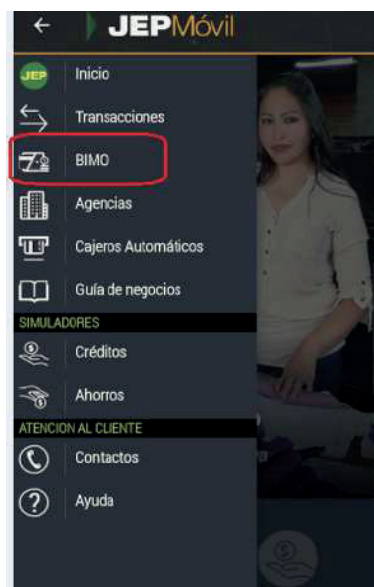 JEPMóvil
JEP Inicio
Transacciones
BIMO
Agencias
Cajeros Automáticos
Guía de negocios
SIMULADORES
Créditos
Ahorros
ATENCION AL CLIENTE
Contactos
Ayuda